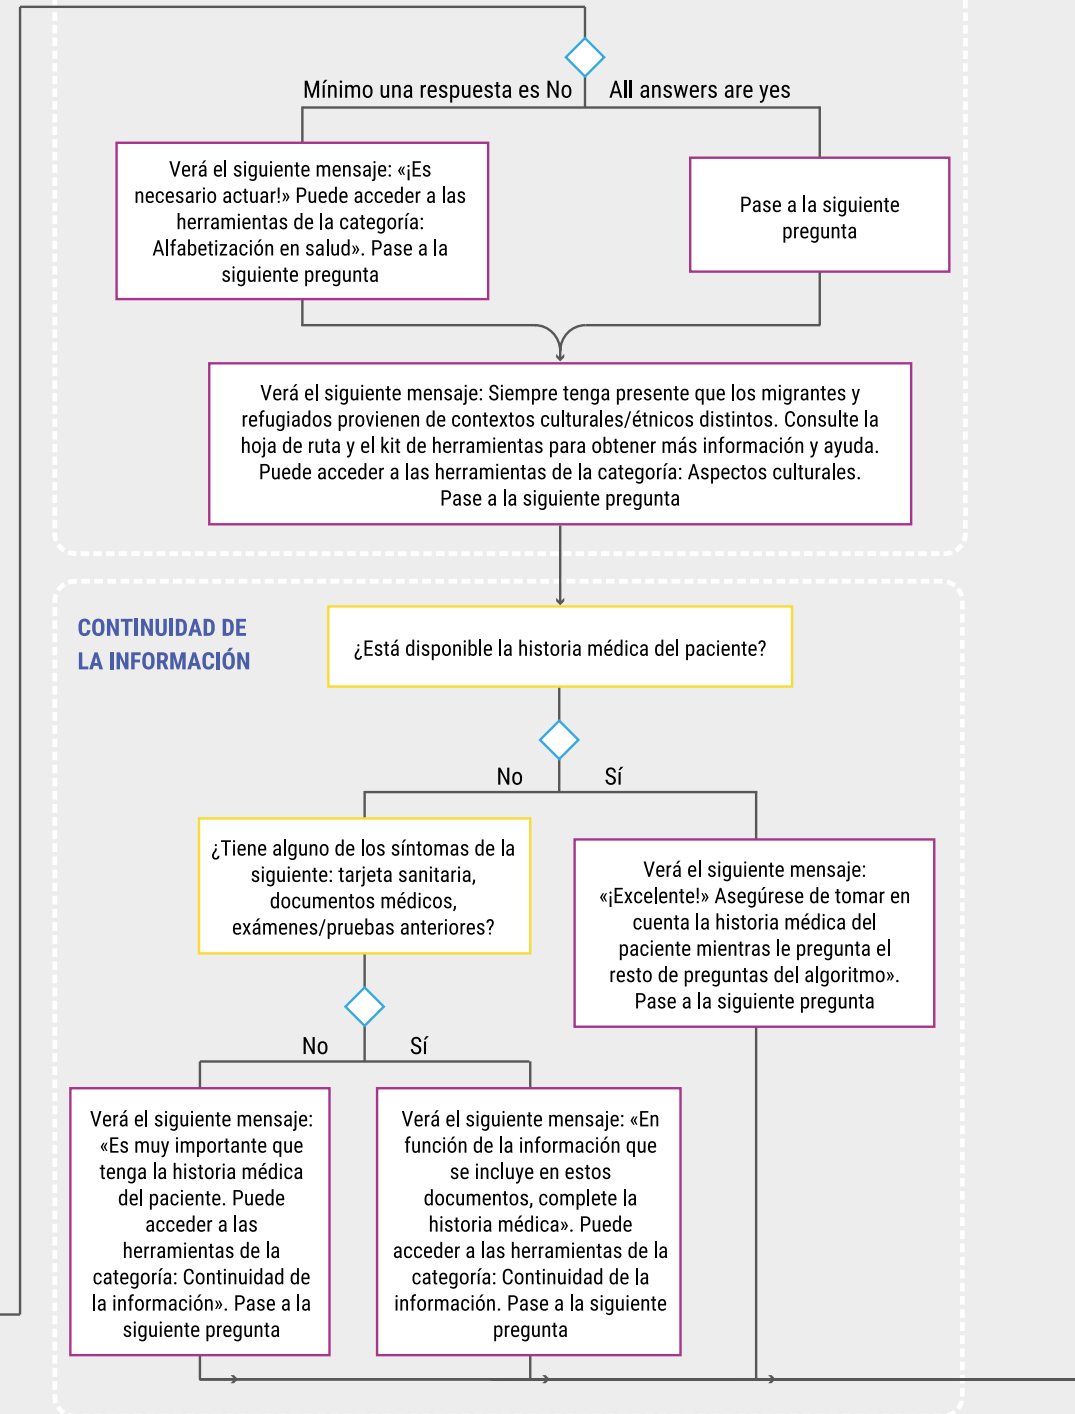 Mínimo una respuesta es No
All answers are yes
Verá el siguiente mensaje: «¡Es
necesario actuar!» Puede acceder a las
herramientas de la categoría:
Alfabetización en salud». Pase a la
siguiente pregunta
Pase a la siguiente
pregunta
Verá el siguiente mensaje: Siempre tenga presente que los migrantes y
refugiados provienen de contextos culturales/étnicos distintos. Consulte la
hoja de ruta y el kit de herramientas para obtener más información y ayuda.
Puede acceder a las herramientas de la categoría: Aspectos culturales.
Pase a la siguiente pregunta
CONTINUIDAD DE
LA INFORMACIÓN
¿Está disponible la historia médica del paciente?
No
Sí
¿Tiene alguno de los síntomas de la
siguiente: tarjeta sanitaria,
documentos médicos,
exámenes/pruebas anteriores?
Verá el siguiente mensaje:
«¡Excelente!» Asegúrese de tomar en
cuenta la historia médica del
paciente mientras le pregunta el
resto de preguntas del algoritmo».
Pase a la siguiente pregunta
No
Sí
Verá el siguiente mensaje:
«Es muy importante que
tenga la historia médica
del paciente. Puede
acceder a las
herramientas de la
categoría: Continuidad de
la información». Pase a la
siguiente pregunta
Verá el siguiente mensaje: «En
función de la información que
se incluye en estos
documentos, complete la
historia médica». Puede
acceder a las herramientas de la
categoría: Continuidad de la
información. Pase a la siguiente
pregunta